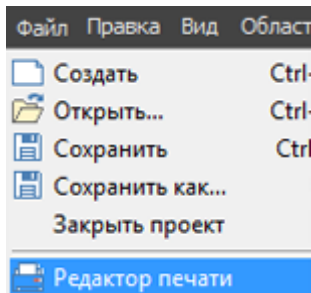 Файл Правка Вид Област
Создать Ctrl-
Открыть... Ctrl-
Сохранить Ctrl
Сохранить как...
Закрыть проект
Редактор печати